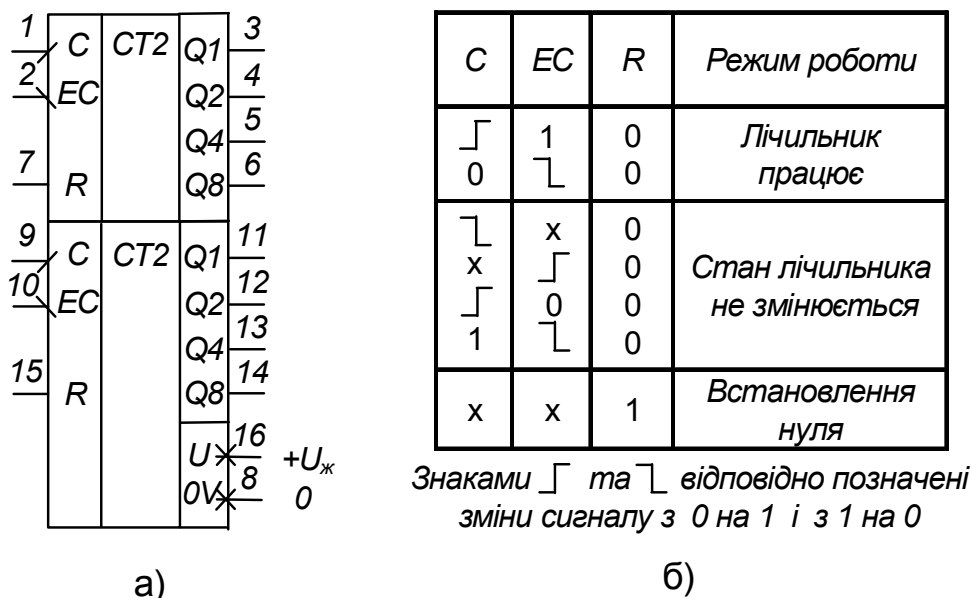 1 C CT2 Q1 3
2 EC Q2 4
Q4 5
7 R Q8 6
9 C CT2 Q1 11
10 EC Q2 12
Q4 13
15 R Q8 14
U 16 +Uж
0V 8 0
а)
C EC R Режим роботи
1 0 Лічильник
0 0 працює
x 0
x 0 Стан лічильника
0 0 не змінюється
1 0
x x 1 Встановлення
нуля
Знаками та відповідно позначені
зміни сигналу з 0 на 1 і з 1 на 0
б)